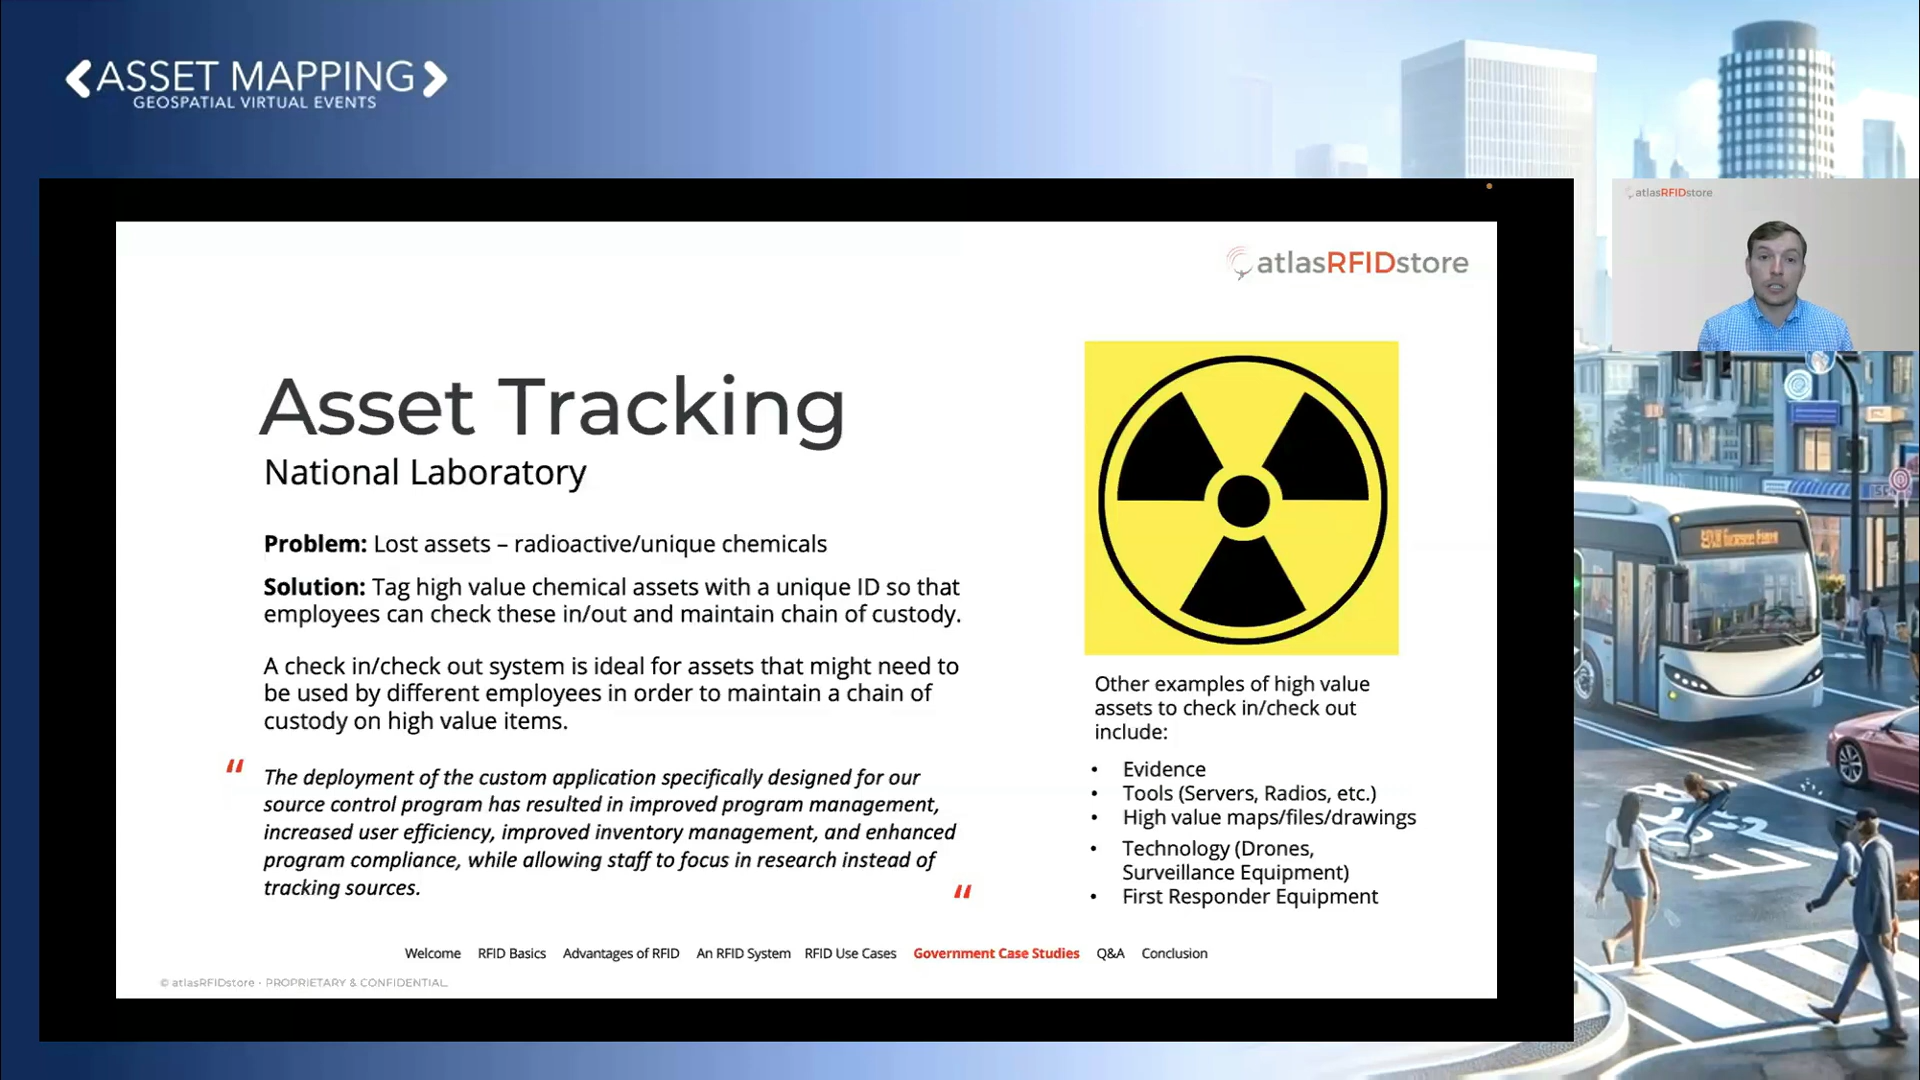 ASSET MAPPING
GEOSPATIAL VIRTUAL EVENTS
atlasRFIDstore
atlasRFIDstore
Asset Tracking
National Laboratory
Problem: Lost assets – radioactive/unique chemicals
Solution: Tag high value chemical assets with a unique ID so that
employees can check these in/out and maintain chain of custody.
A check in/check out system is ideal for assets that might need to
be used by different employees in order to maintain a chain of
custody on high value items.
“ The deployment of the custom application specifically designed for our
source control program has resulted in improved program management,
increased user efficiency, improved inventory management, and enhanced
program compliance, while allowing staff to focus in research instead of
tracking sources. “
Other examples of high value
assets to check in/check out
include:
• Evidence
• Tools (Servers, Radios, etc.)
• High value maps/files/drawings
• Technology (Drones,
Surveillance Equipment)
• First Responder Equipment
Welcome RFID Basics Advantages of RFID An RFID System RFID Use Cases Government Case Studies Q&A Conclusion
© atlasRFIDstore · PROPRIETARY & CONFIDENTIAL